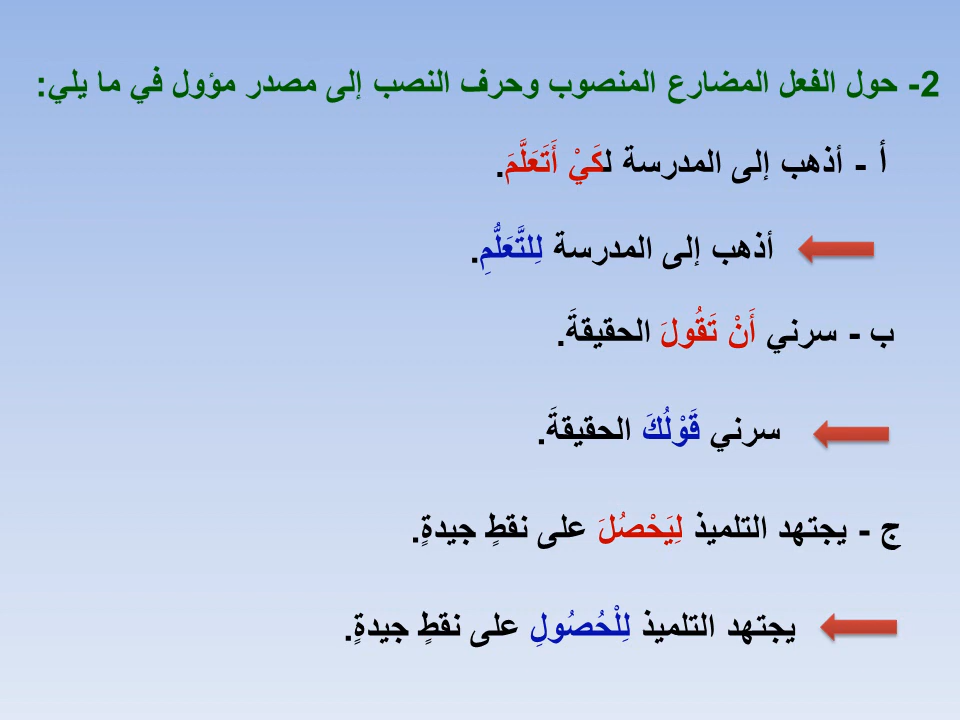 2- حول الفعل المضارع المنصوب وحرف النصب إلى مصدر مؤول في ما يلي:
أ - أذهب إلى المدرسة لكَيْ أَتَعَلَّمَ.
أذهب إلى المدرسة لِلتَّعَلُّمِ.
ب - سرني أَنْ تَقُولَ الحقيقةَ.
سرني قَوْلُكَ الحقيقةَ.
ج - يجتهد التلميذ لِيَحْصُلَ على نقطٍ جيدةٍ.
يجتهد التلميذ لِلْحُصُولِ على نقطٍ جيدةٍ.